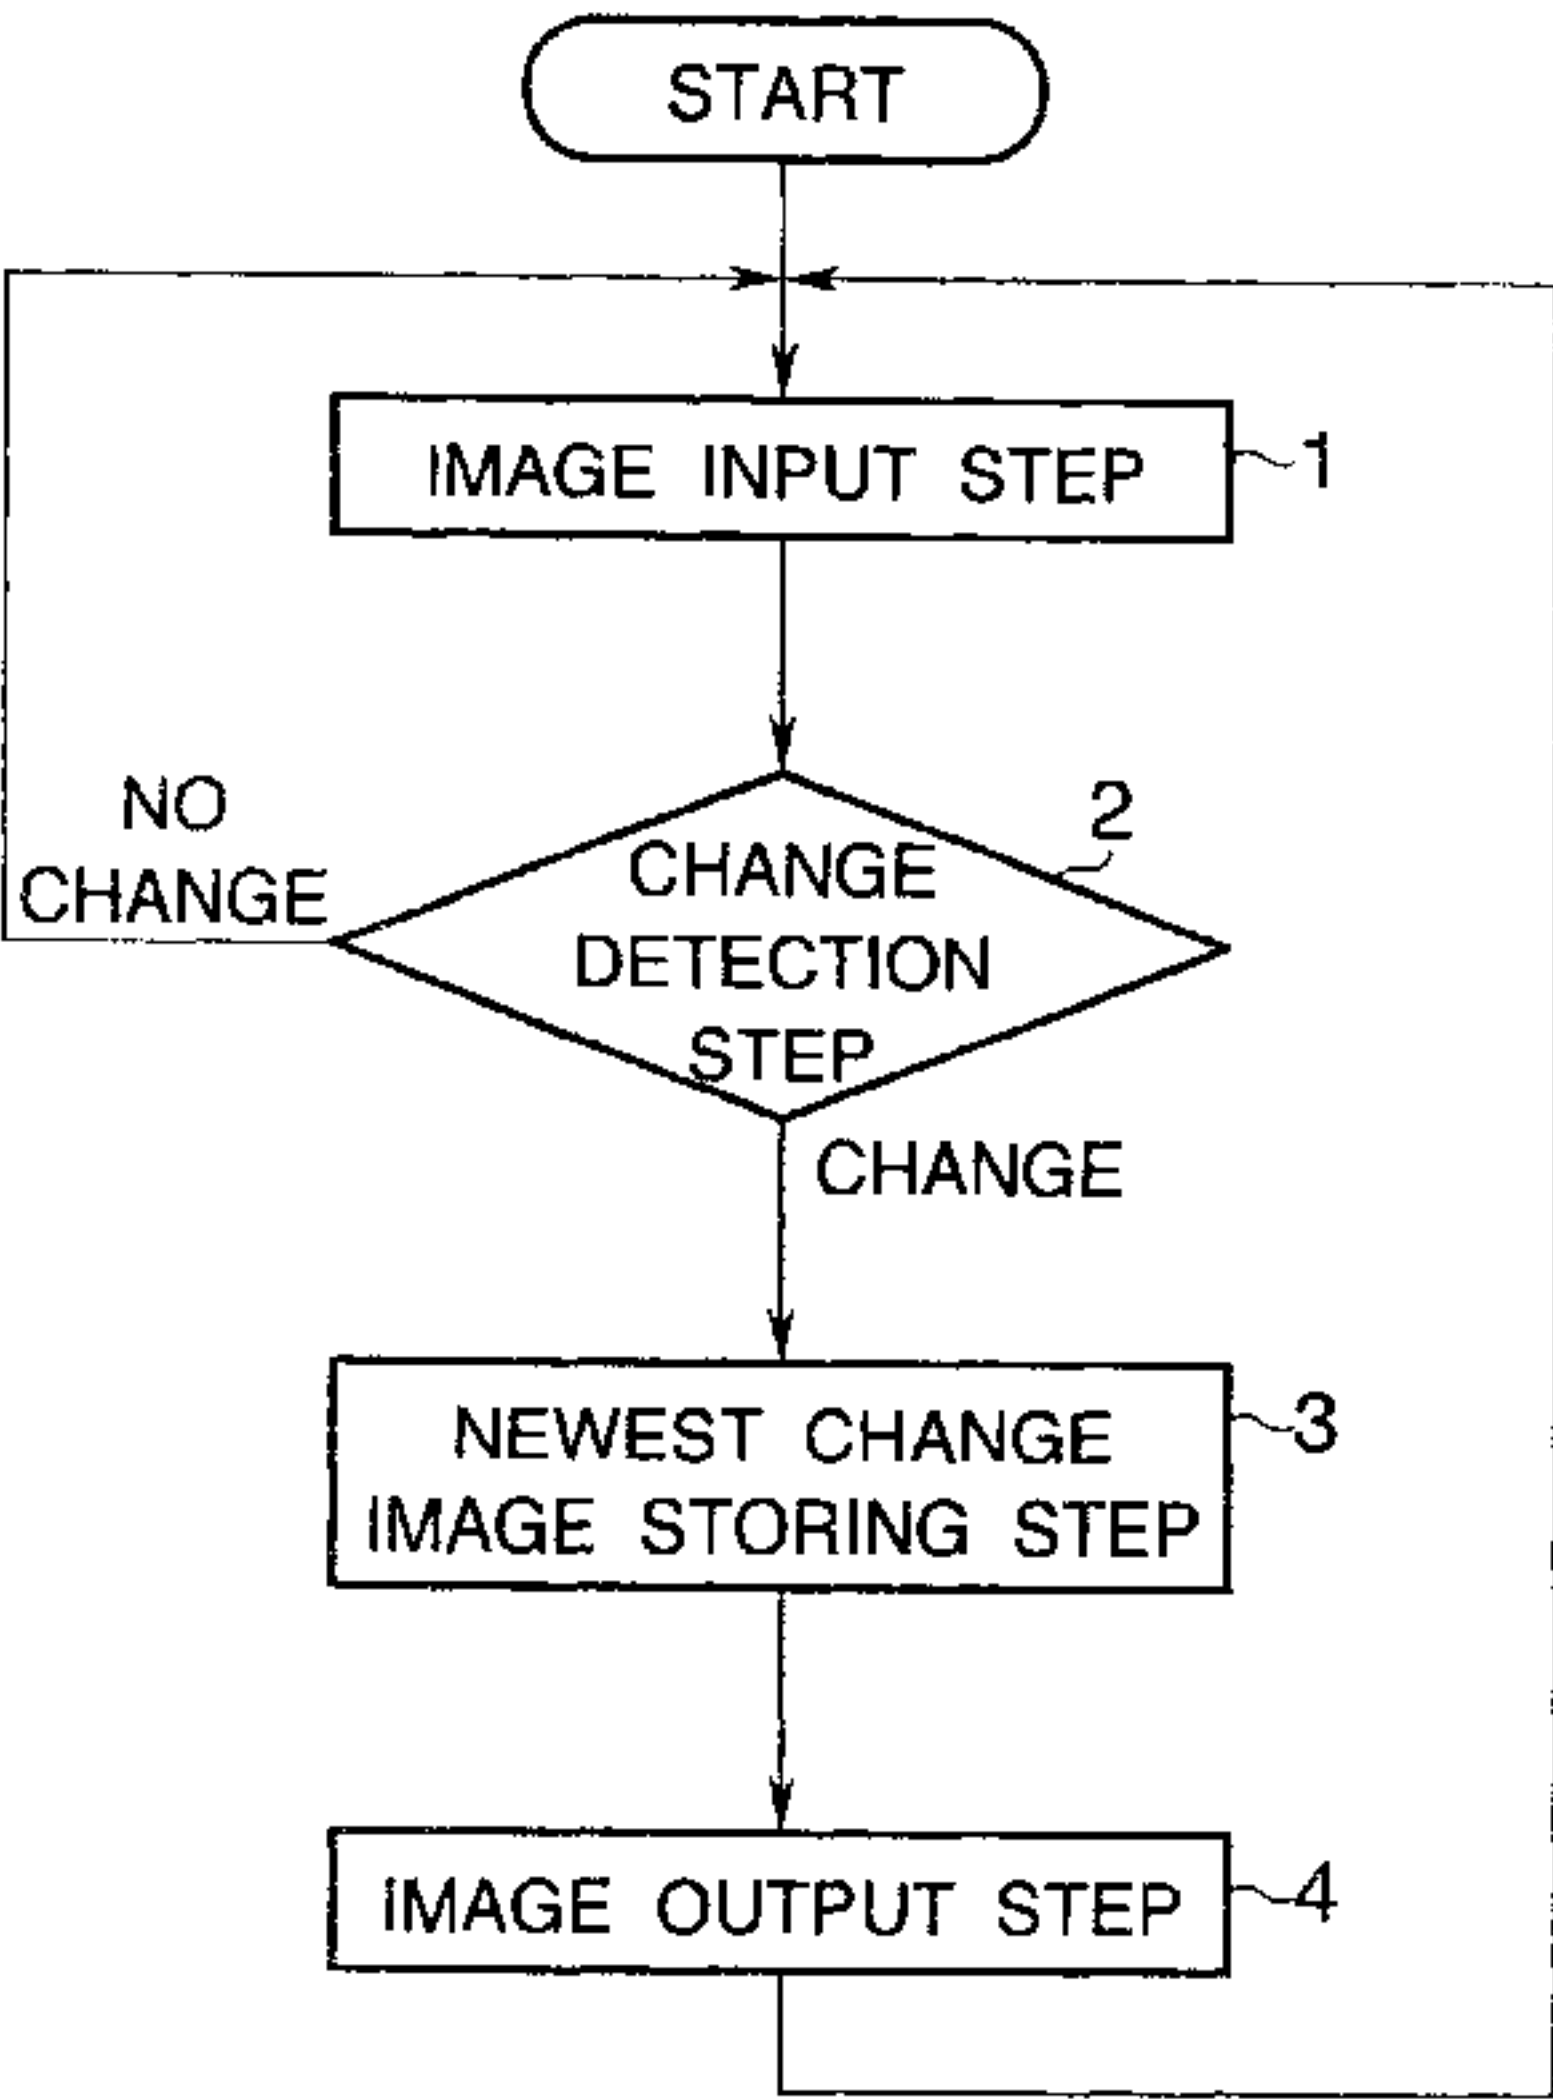 START
IMAGE INPUT STEP
1
2
NO
CHANGE
CHANGE
DETECTION
STEP
CHANGE
NEWEST CHANGE
IMAGE STORING STEP
3
IMAGE OUTPUT STEP
4